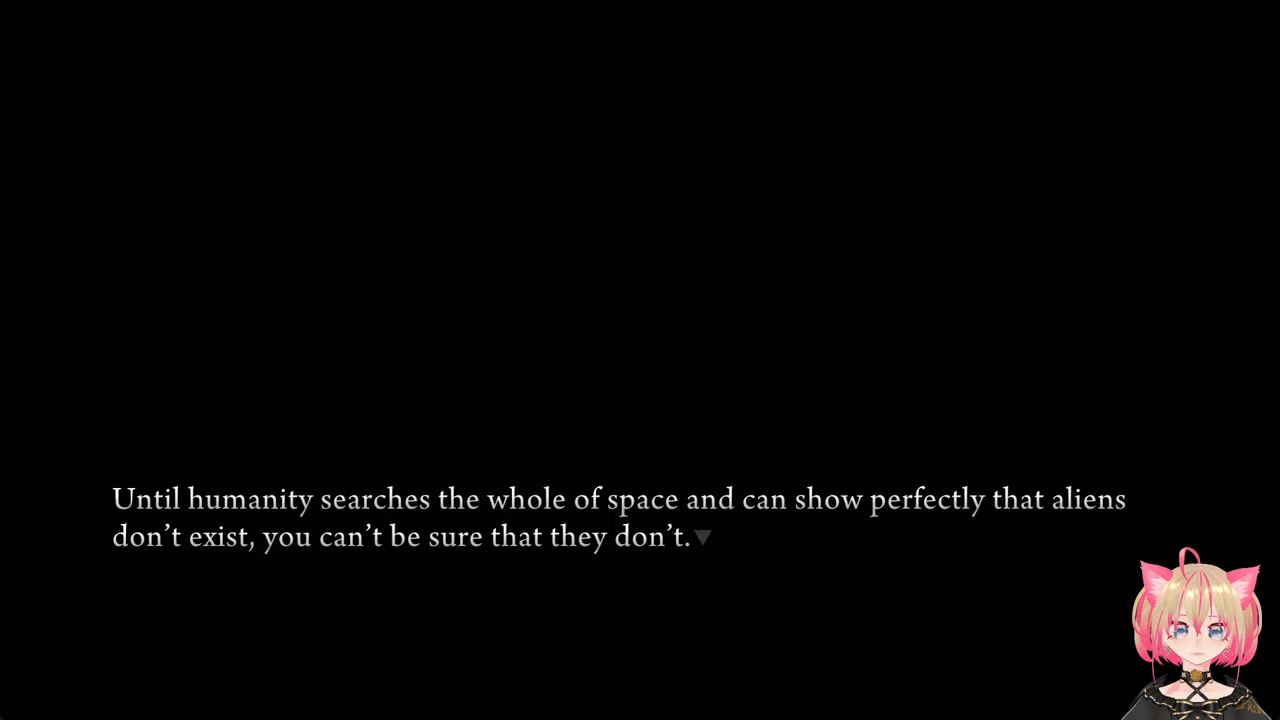 Until humanity searches the whole of space and can show perfectly that aliens
don’t exist, you can’t be sure that they don’t.